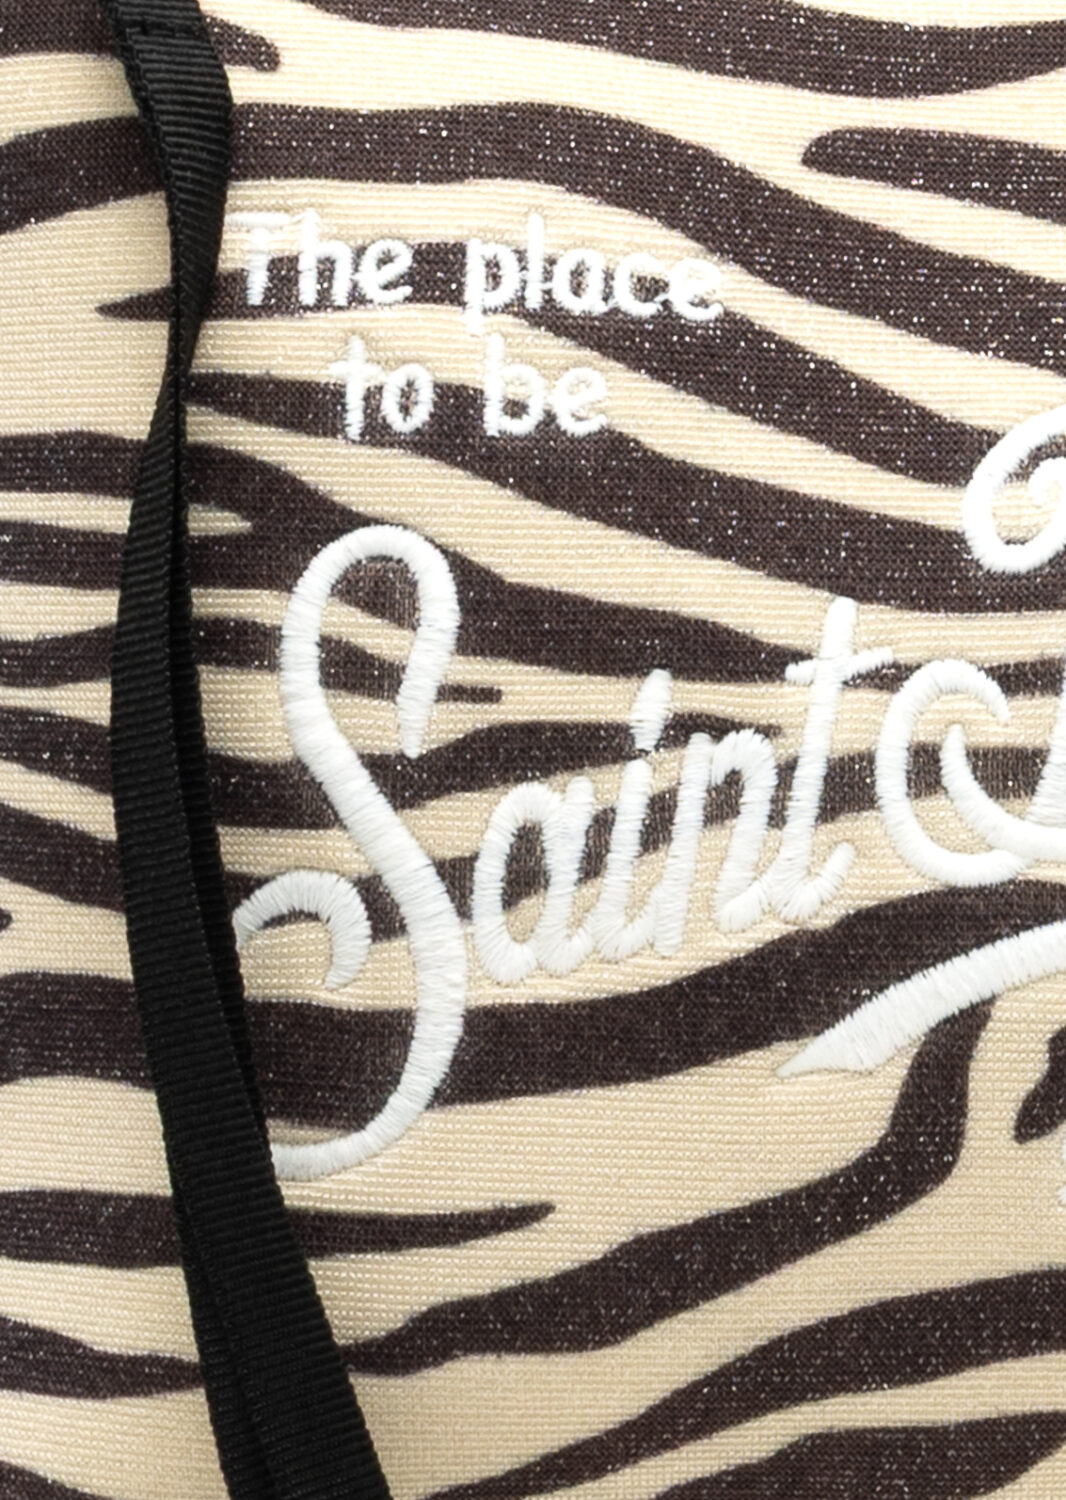 The place
to be
Saint